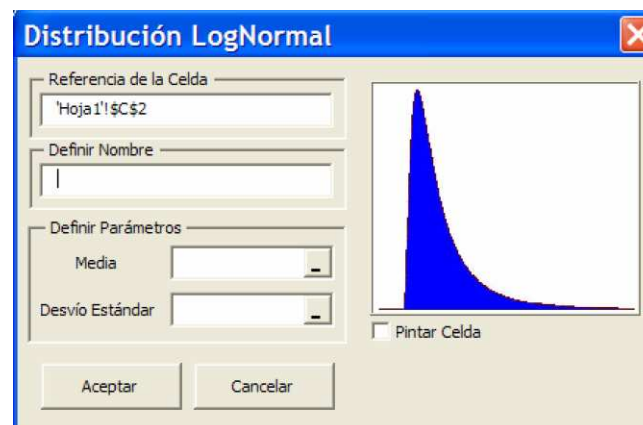 Distribución LogNormal
Referencia de la Celda
'Hoja1'!$C$2
Definir Nombre
Definir Parámetros
Media
Desvío Estándar
Pintar Celda
Aceptar
Cancelar